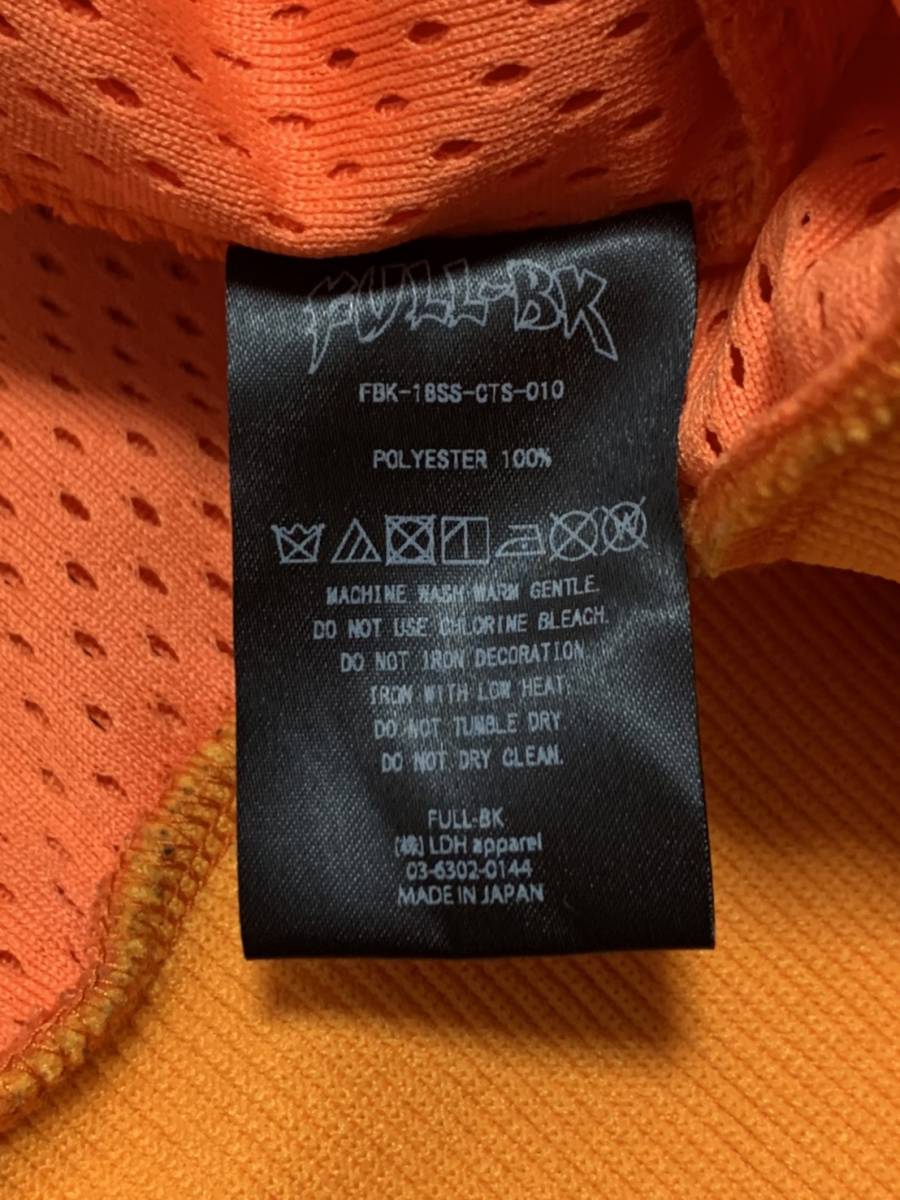 FULL-BK
FBK-18SS-CTS-010
POLYESTER 100%
MACHINE WASH WARM GENTLE.
DO NOT USE CHLORINE BLEACH.
DO NOT IRON DECORATION.
IRON WITH LOW HEAT.
DO NOT TUMBLE DRY.
DO NOT DRY CLEAN.
FULL-BK
(株) LDH apparel
03-6302-0144
MADE IN JAPAN